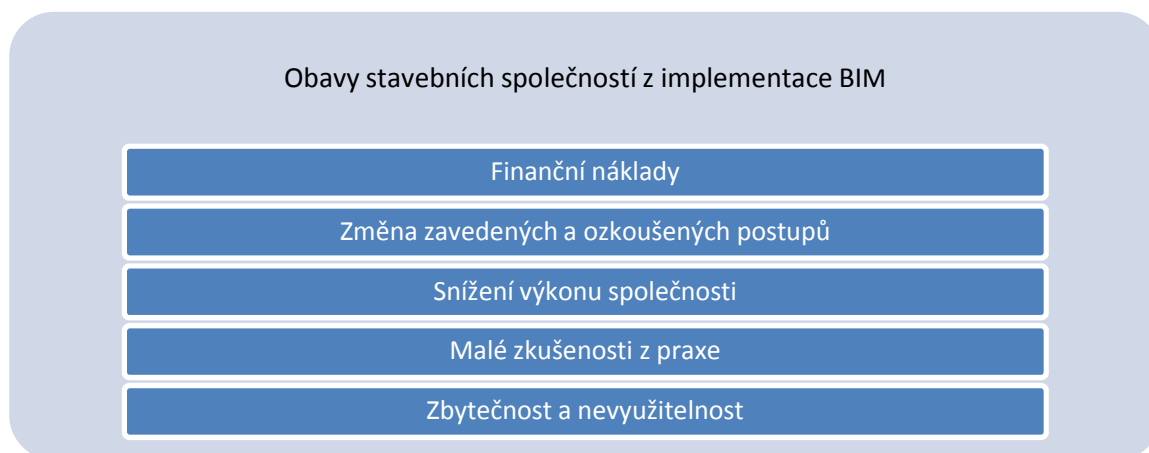 Obavy stavebních společností z implementace BIM
Finanční náklady
Změna zavedených a ozkoušených postupů
Snížení výkonu společnosti
Malé zkušenosti z praxe
Zbytečnost a nevyužitelnost